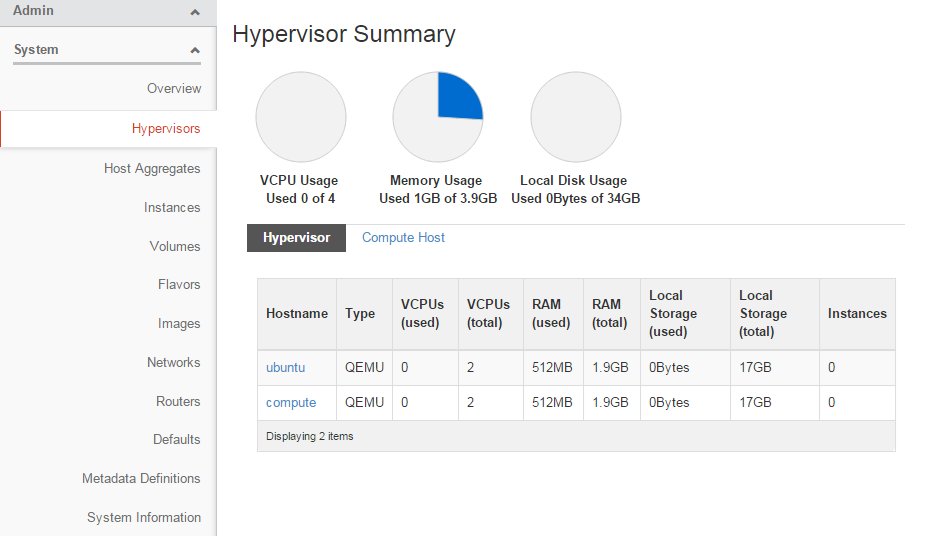 Admin
System
Overview
Hypervisors
Host Aggregates
Instances
Volumes
Flavors
Images
Networks
Routers
Defaults
Metadata Definitions
System Information
Hypervisor Summary
VCPU Usage
Used 0 of 4
Memory Usage
Used 1GB of 3.9GB
Local Disk Usage
Used 0Bytes of 34GB
Hypervisor Compute Host
Hostname Type VCPUs (used) VCPUs (total) RAM (used) RAM (total) Local Storage (used) Local Storage (total) Instances
ubuntu QEMU 0 2 512MB 1.9GB 0Bytes 17GB 0
compute QEMU 0 2 512MB 1.9GB 0Bytes 17GB 0
Displaying 2 items